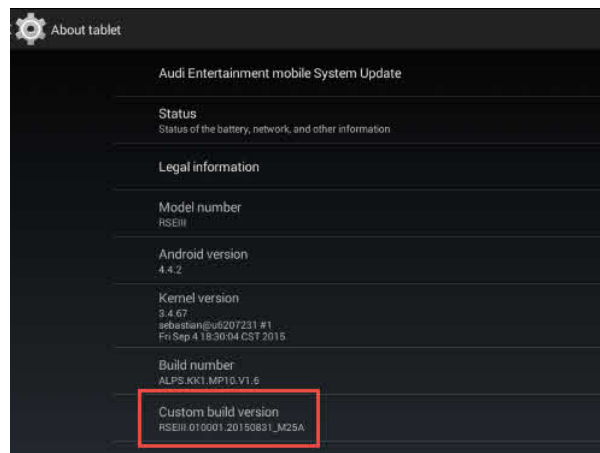 About tablet
Audi Entertainment mobile System Update
Status
Status of the battery, network, and other information
Legal information
Model number
RSEIII
Android version
4.4.2
Kernel version
3.4.67
sebastian@u6207231 #1
Fri Sep 4 18:30:04 CST 2015
Build number
ALPS.KK1.MP10.V1.6
Custom build version
RSEIII.010001.20150831_M25A